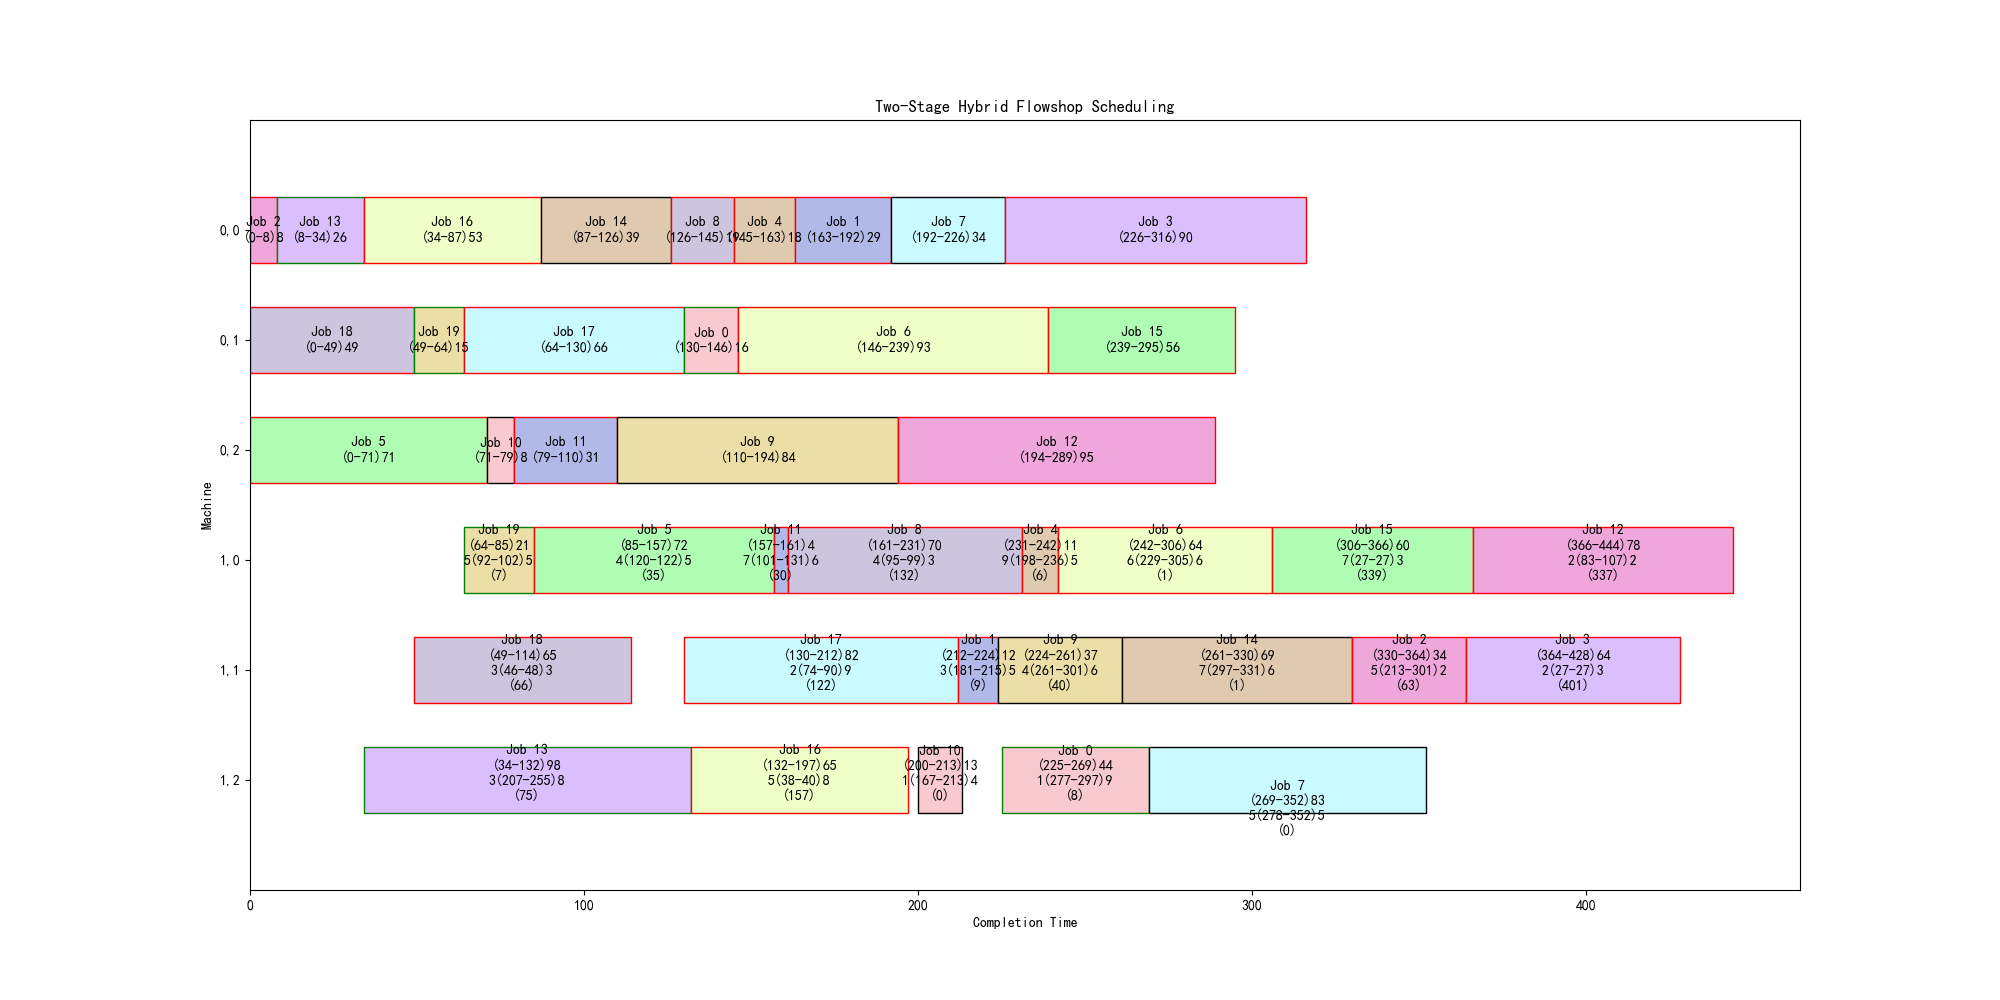 Two-Stage Hybrid Flowshop Scheduling
0,0
Job 2
(0-8)8
Job 13
(8-34)26
Job 16
(34-87)53
Job 14
(87-126)39
Job 8
(126-145)19
Job 4
(145-163)18
Job 1
(163-192)29
Job 7
(192-226)34
Job 3
(226-316)90
0,1
Job 18
(0-49)49
Job 19
(49-64)15
Job 17
(64-130)66
Job 0
(130-146)16
Job 6
(146-239)93
Job 15
(239-295)56
0,2
Job 5
(0-71)71
Job 10
(71-79)8
Job 11
(79-110)31
Job 9
(110-194)84
Job 12
(194-289)95
Machine
1,0
Job 19
(64-85)21
5(92-102)5
(7)
Job 5
(85-157)72
4(120-122)5
(35)
Job 11
(157-161)4
7(101-131)6
(30)
Job 8
(161-231)70
4(95-99)3
(132)
Job 4
(231-242)11
9(198-236)5
(6)
Job 6
(242-306)64
6(229-305)6
(1)
Job 15
(306-366)60
7(27-27)3
(339)
Job 12
(366-444)78
2(83-107)2
(337)
1,1
Job 18
(49-114)65
3(46-48)3
(66)
Job 17
(130-212)82
2(74-90)9
(122)
Job 1
(212-224)12
3(181-215)5
(9)
Job 9
(224-261)37
4(261-301)6
(40)
Job 14
(261-330)69
7(297-331)6
(1)
Job 2
(330-364)34
5(213-301)2
(63)
Job 3
(364-428)64
2(27-27)3
(401)
1,2
Job 13
(34-132)98
3(207-255)8
(75)
Job 16
(132-197)65
5(38-40)8
(157)
Job 10
(200-213)13
1(167-213)4
(0)
Job 0
(225-269)44
1(277-297)9
(8)
Job 7
(269-352)83
5(278-352)5
(0)
0
100
200
300
400
Completion Time